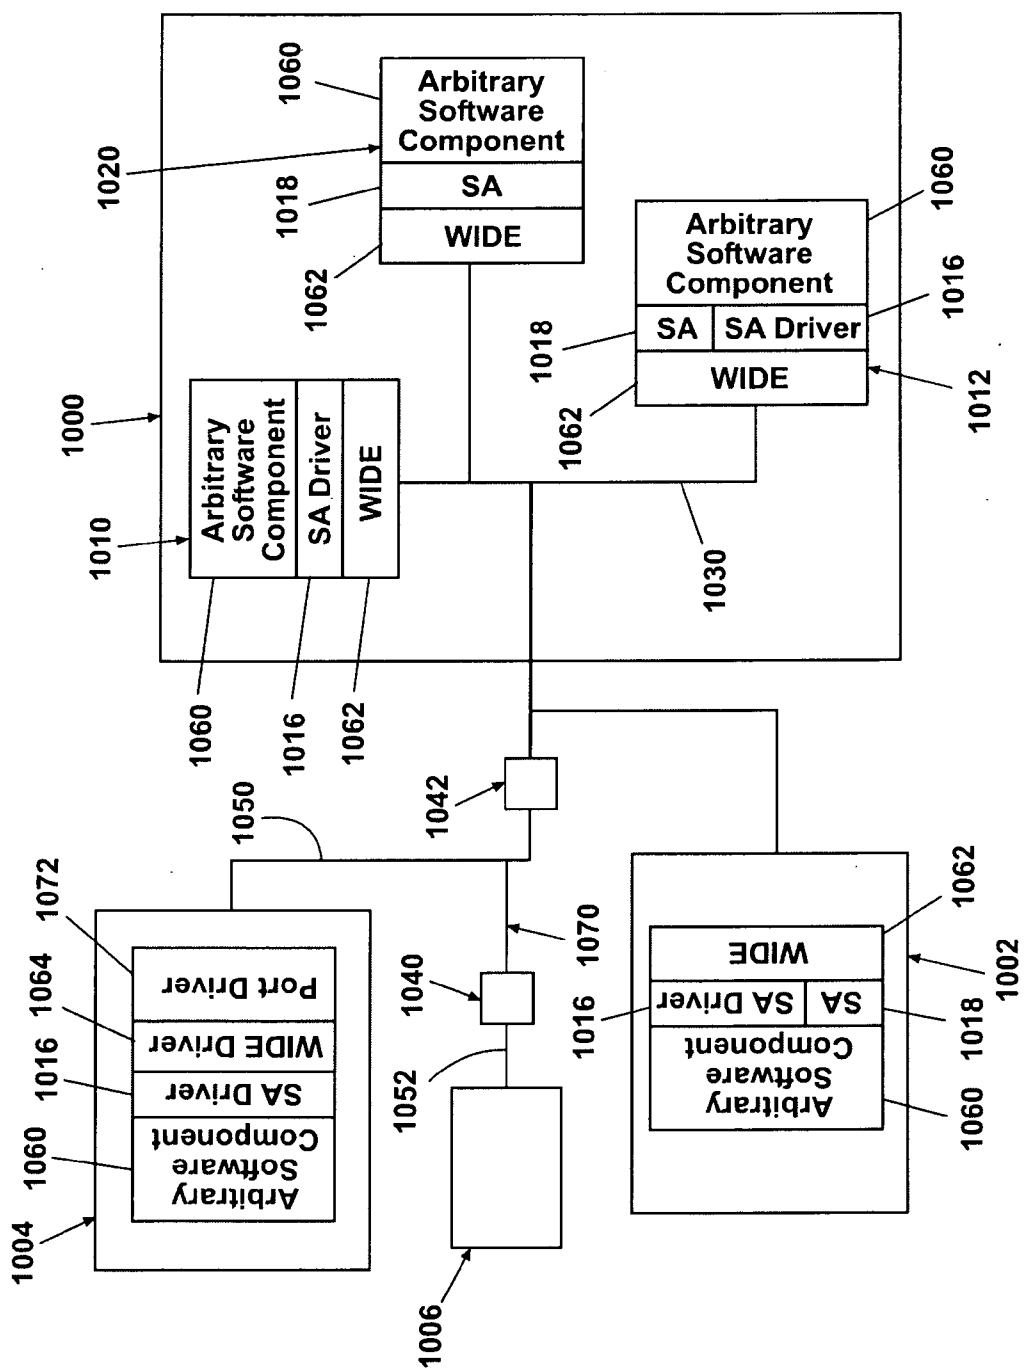 1020
1060
1018
1062
Arbitrary
Software
Component
SA
WIDE
1060
1016
1018
1062
1012
Arbitrary
Software
Component
SA
SA Driver
WIDE
1000
1010
1060
1016
1062
Arbitrary
Software
Component
SA Driver
WIDE
1030
1042
1050
1070
1040
1052
1006
1004
1060
1016
1064
1072
Arbitrary
Software
Component
SA Driver
WIDE Driver
Port Driver
1002
1062
1016
1018
1060
WIDE
SA Driver
SA
Arbitrary
Software
Component